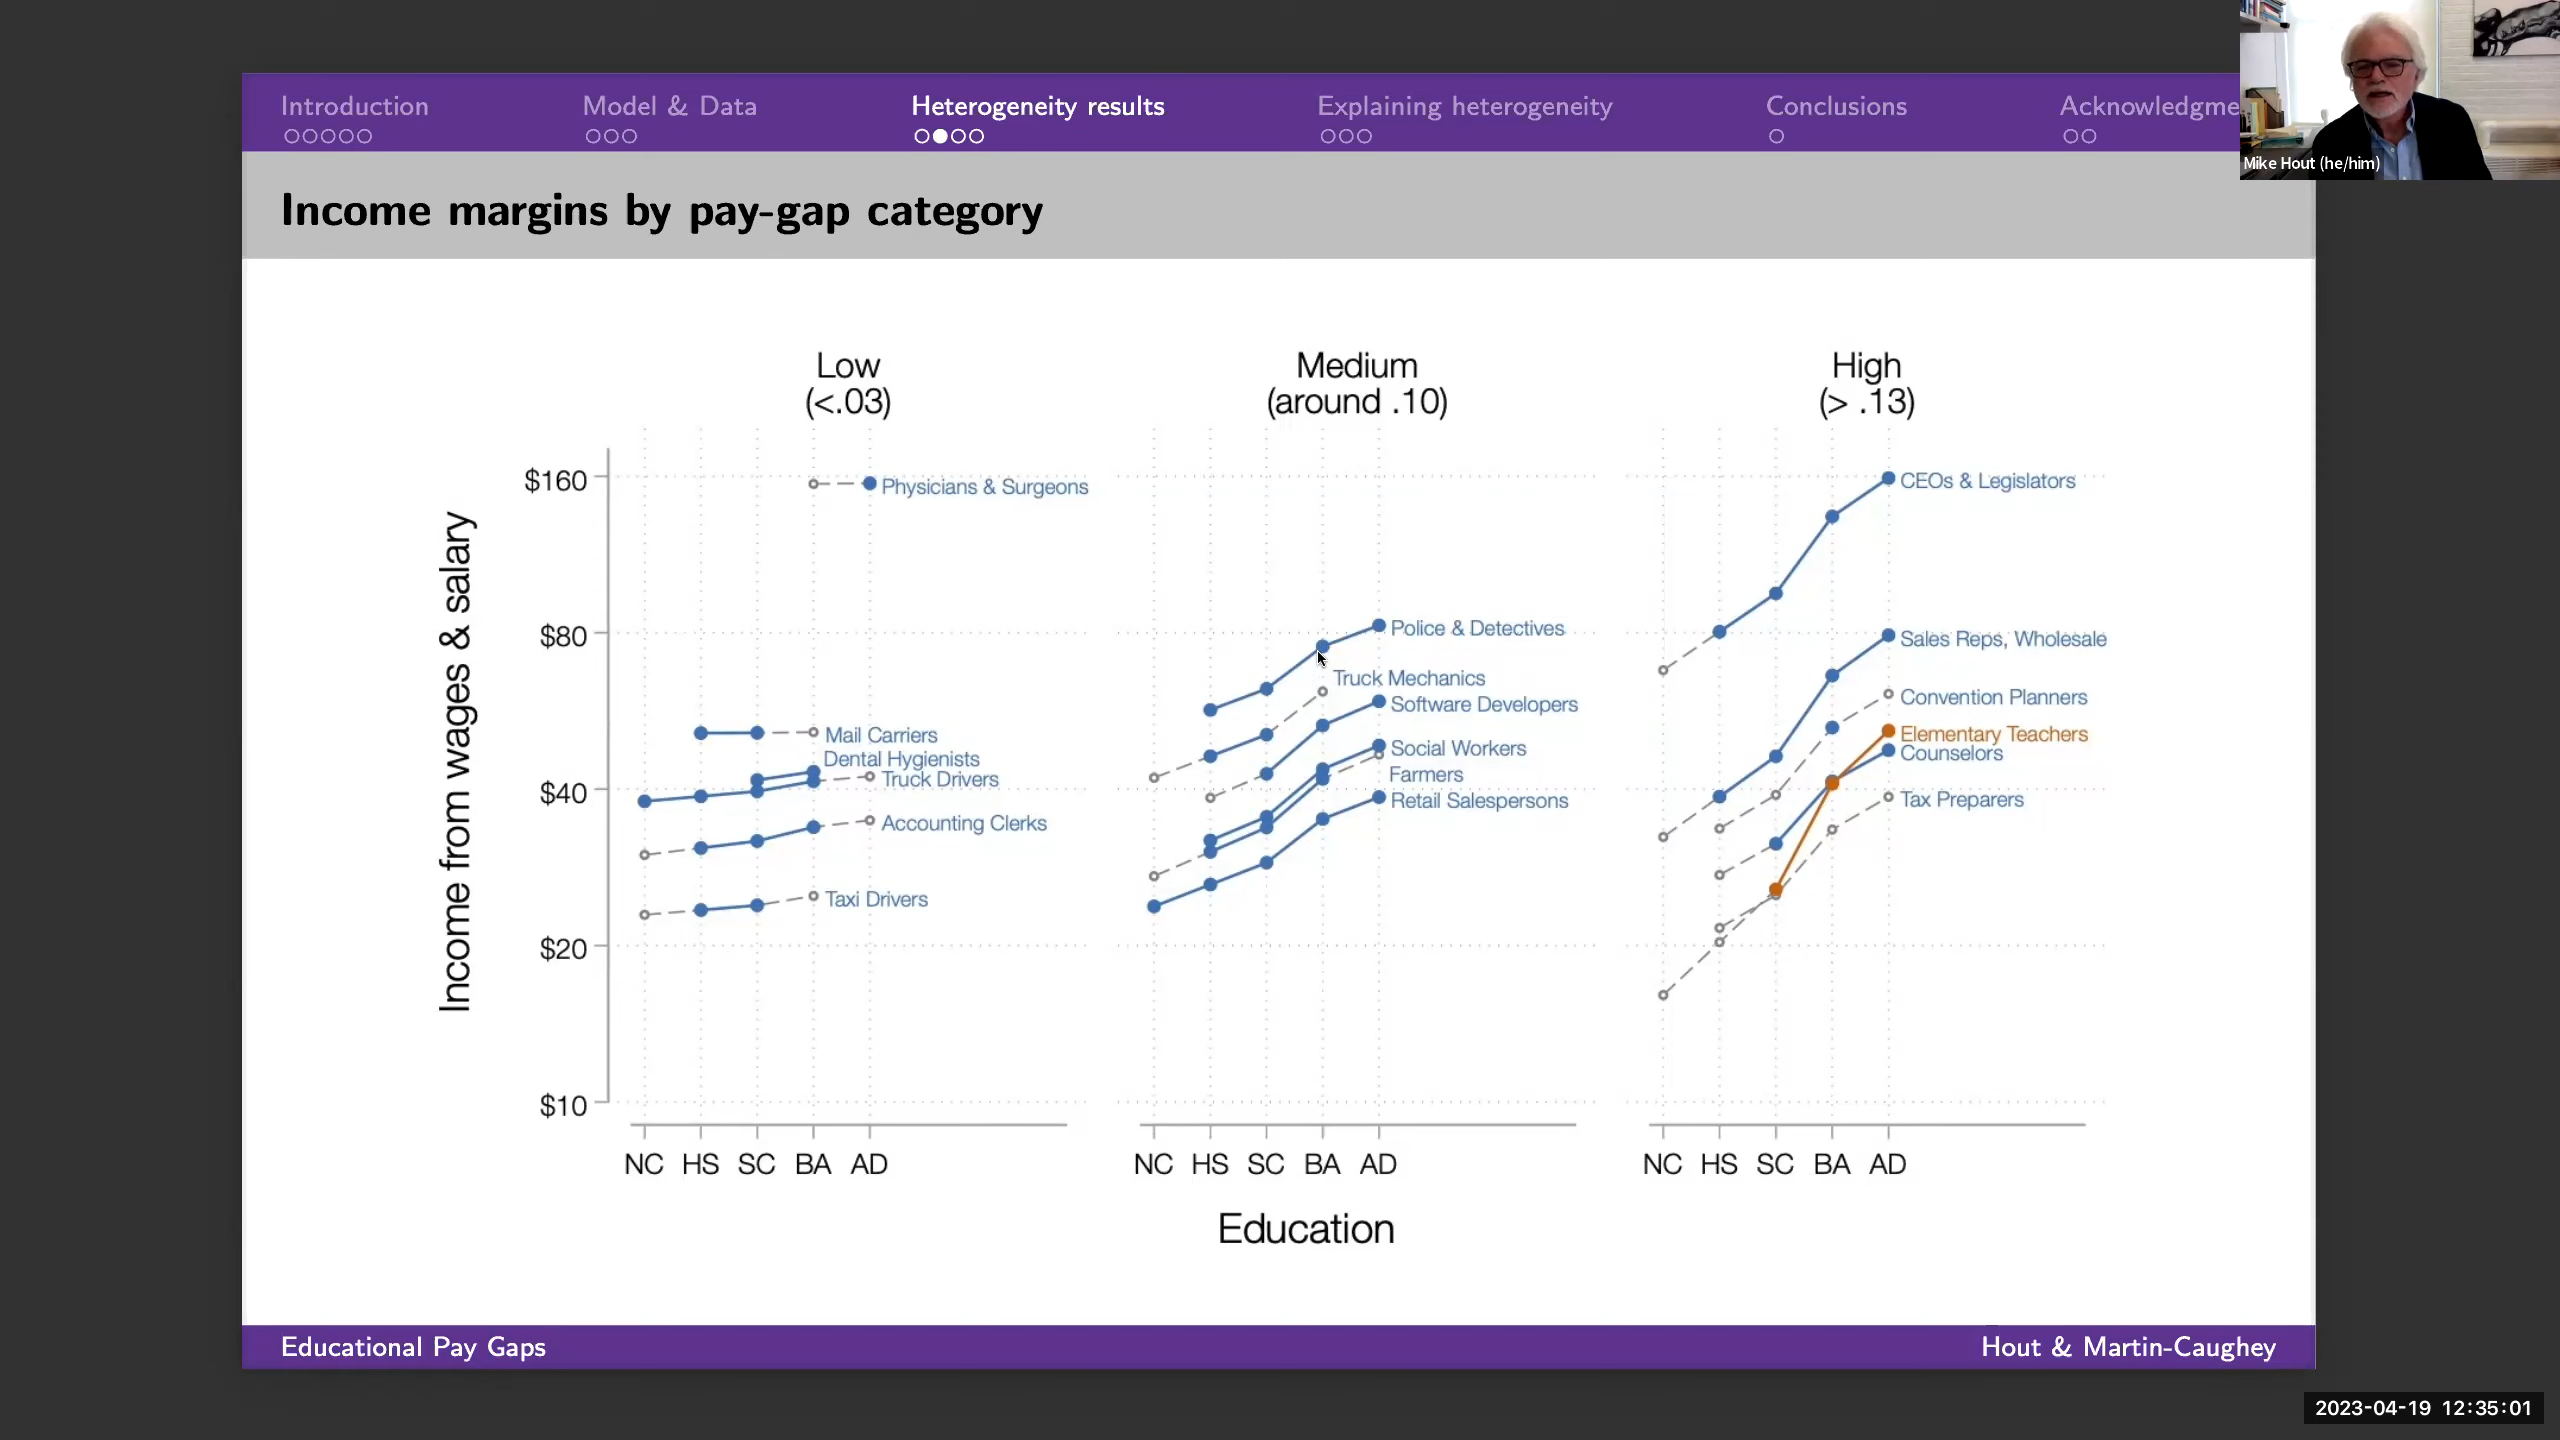 Introduction
Model & Data
Heterogeneity results
Explaining heterogeneity
Conclusions
Acknowledgme
Mike Hout (he/him)
Income margins by pay-gap category
Low
(<.03)
Medium
(around .10)
High
(> .13)
Income from wages & salary
$160
$80
$40
$20
$10
Physicians & Surgeons
Mail Carriers
Dental Hygienists
Truck Drivers
Accounting Clerks
Taxi Drivers
Police & Detectives
Truck Mechanics
Software Developers
Social Workers
Farmers
Retail Salespersons
CEOs & Legislators
Sales Reps, Wholesale
Convention Planners
Elementary Teachers
Counselors
Tax Preparers
NC HS SC BA AD
NC HS SC BA AD
NC HS SC BA AD
Education
Educational Pay Gaps
Hout & Martin-Caughey
2023-04-19 12:35:01